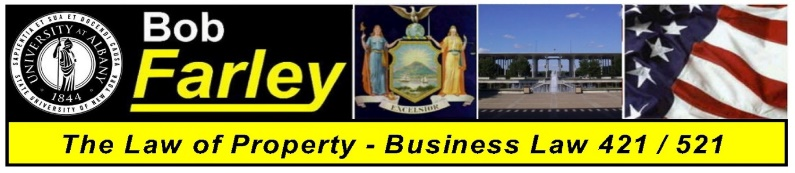 SAPIENTIA ET SUA ET DOCENDI CAUSA
UNIVERSITY AT ALBANY
1844
STATE UNIVERSITY OF NEW YORK
Bob
Farley
EXCELSIOR
The Law of Property - Business Law 421 / 521